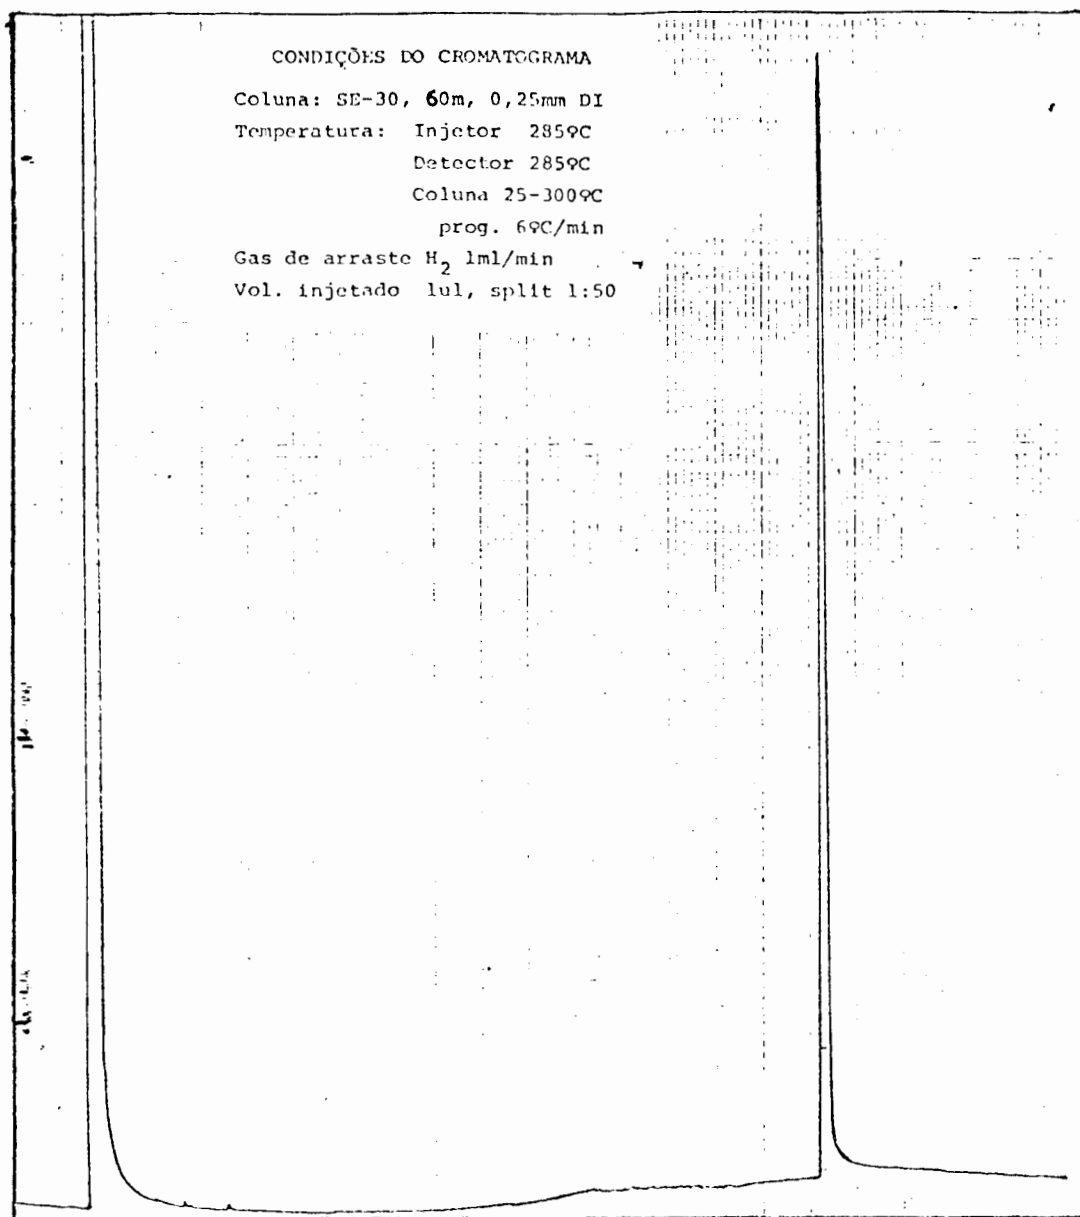 CONDIÇÕES DO CROMATOGRAMA
Coluna: SE-30, 60m, 0,25mm DI
Temperatura: Injetor 285ºC
Detector 285ºC
Coluna 25-300ºC
prog. 6ºC/min
Gas de arraste H₂ 1ml/min
Vol. injetado 1ul, split 1:50